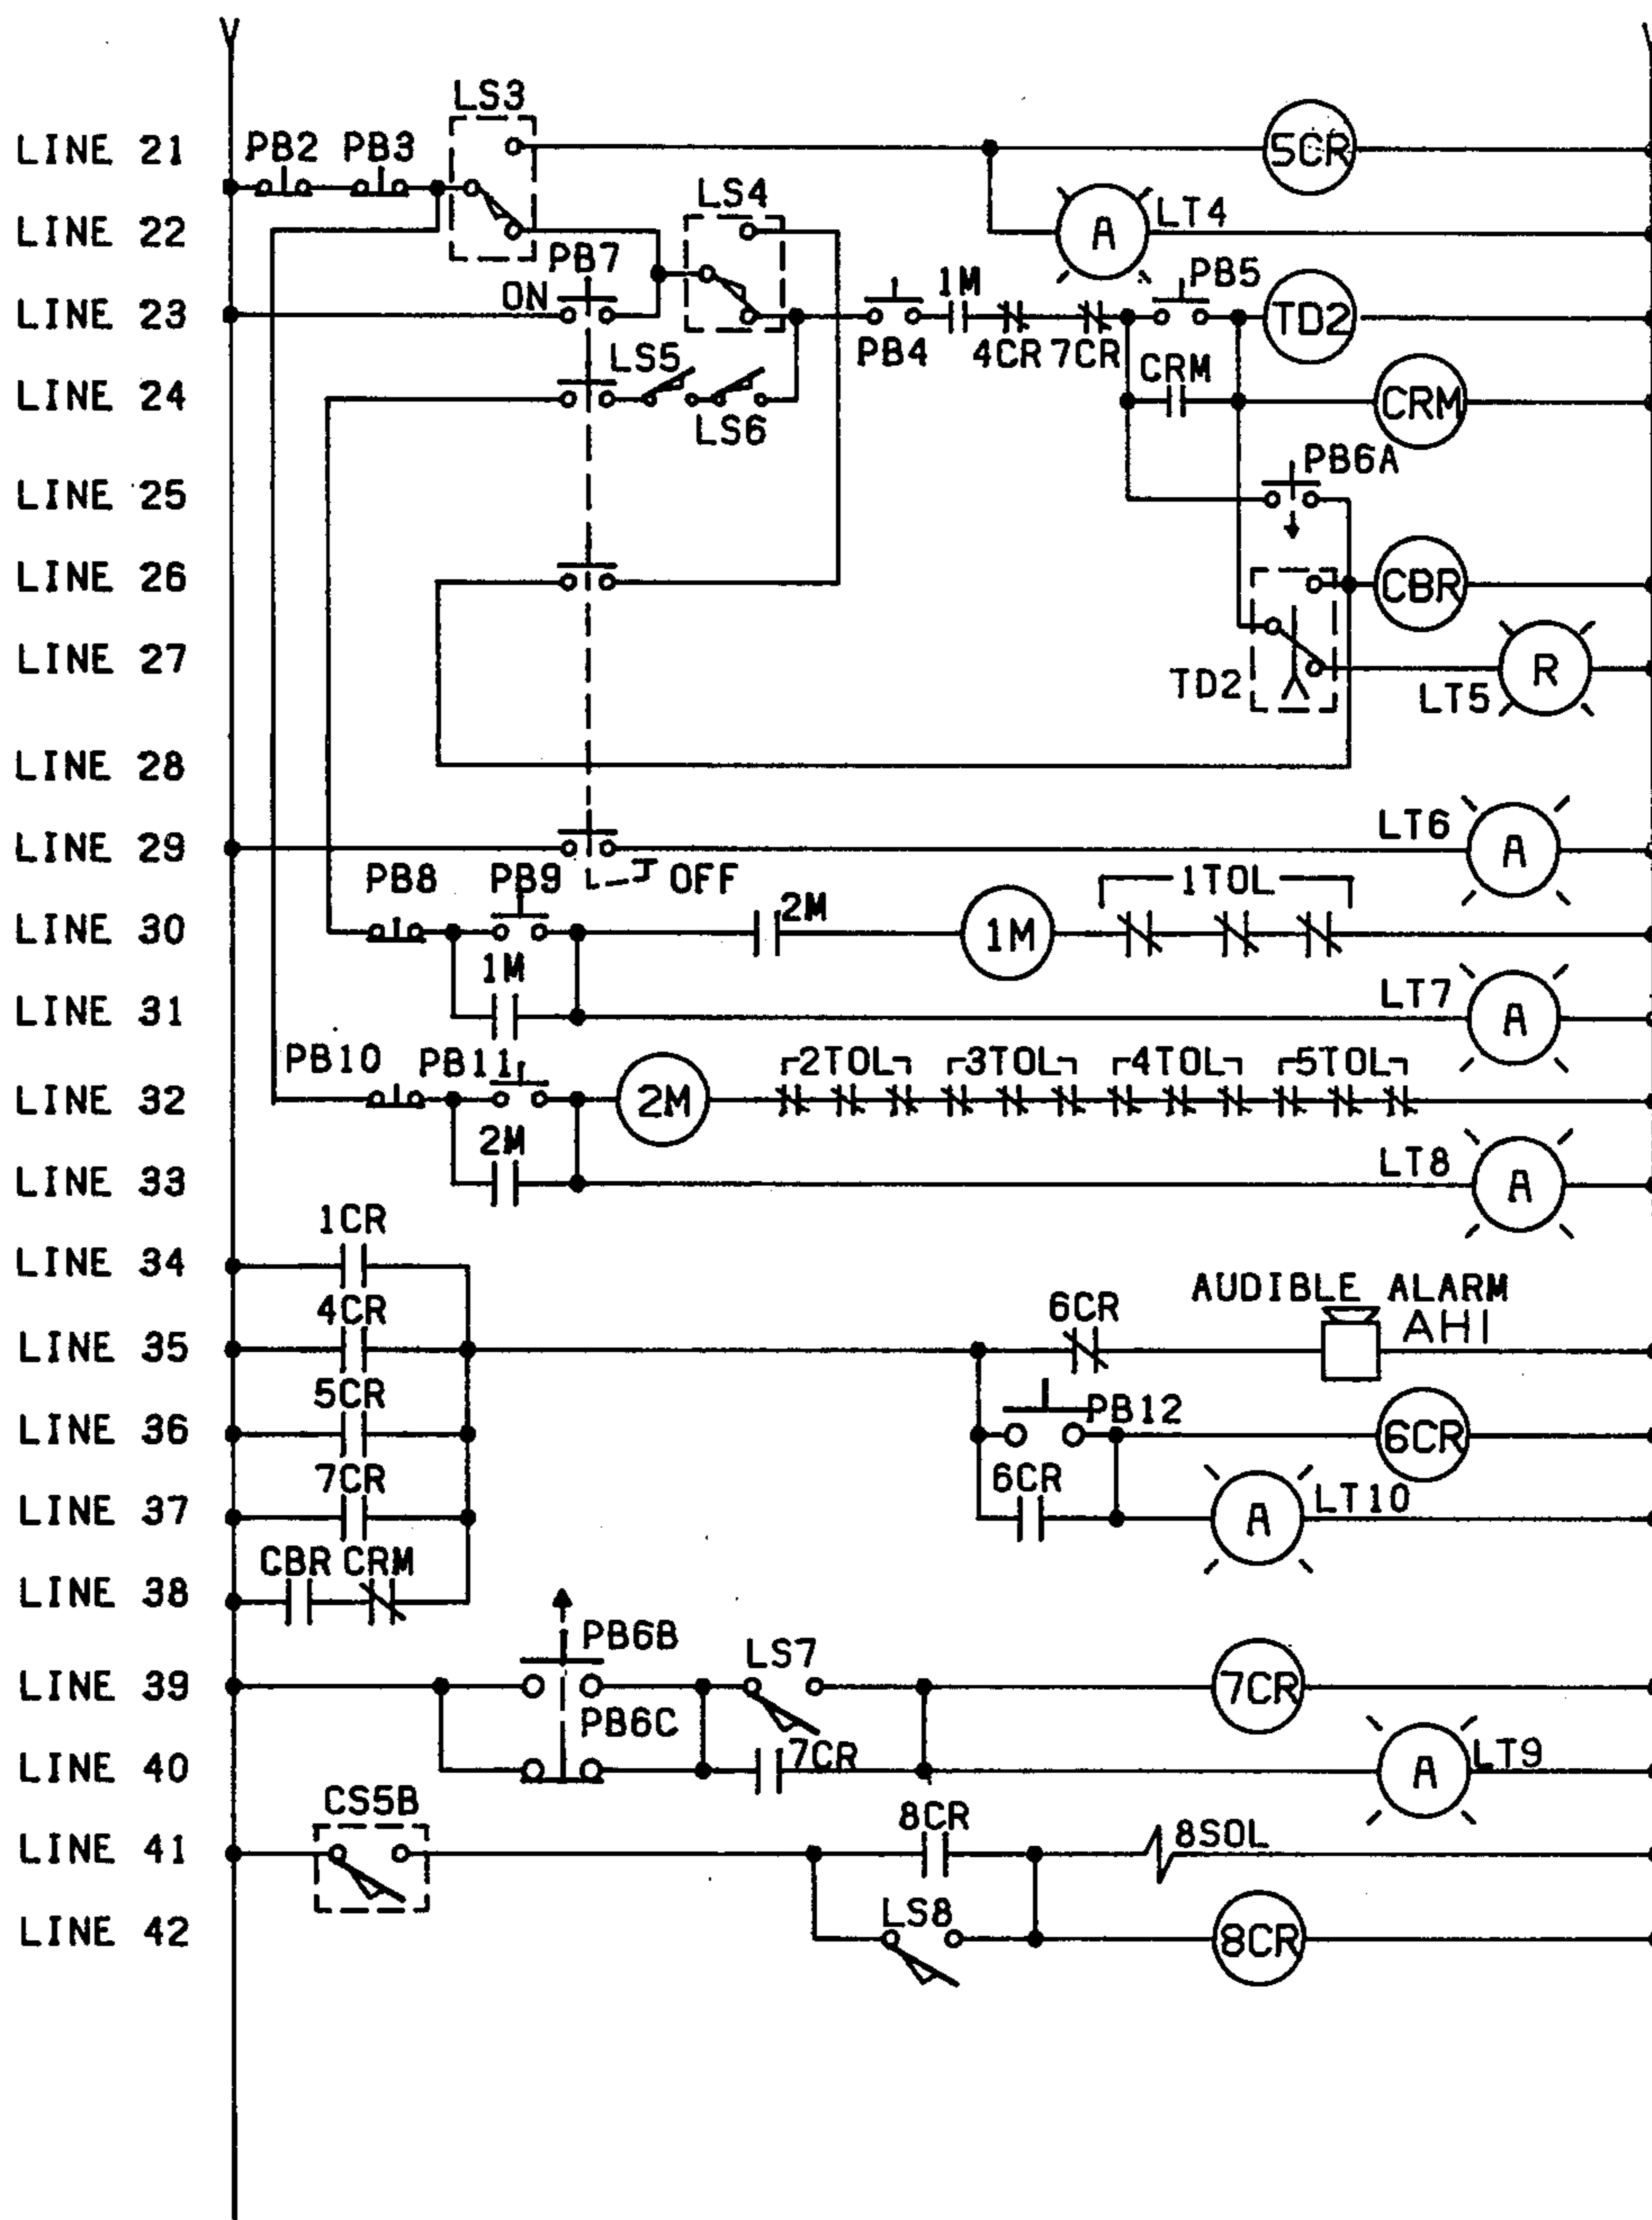 LS3
LINE 21 PB2 PB3 5CR
LS4
LINE 22 A LT4
PB7
ON 1M PB5
LINE 23 TD2
LS5 PB4 4CR 7CR
CRM
LINE 24 CRM
LS6
PB6A
LINE 25
LINE 26 CBR
LINE 27 R
TD2 LT5
LINE 28
LT6
LINE 29 A
OFF
PB8 PB9 2M 1TOL
LINE 30 1M
1M LT7
LINE 31 A
PB10 PB11 2TOL 3TOL 4TOL 5TOL
LINE 32 2M
2M LT8
LINE 33 A
1CR
LINE 34
4CR 6CR AUDIBLE ALARM
AHI
LINE 35
5CR
PB12
LINE 36 6CR
7CR 6CR
LINE 37 A LT10
CBR CRM
LINE 38
PB6B
LS7
LINE 39 7CR
PB6C
7CR
LINE 40 A LT9
CS5B
8CR
LINE 41 8SOL
LS8
LINE 42 8CR